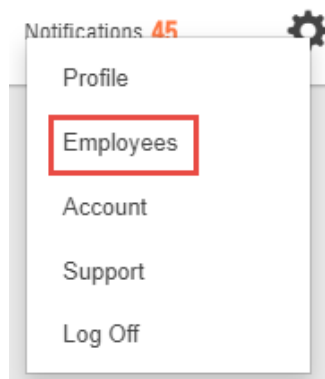 Notifications 45
Profile
Employees
Account
Support
Log Off